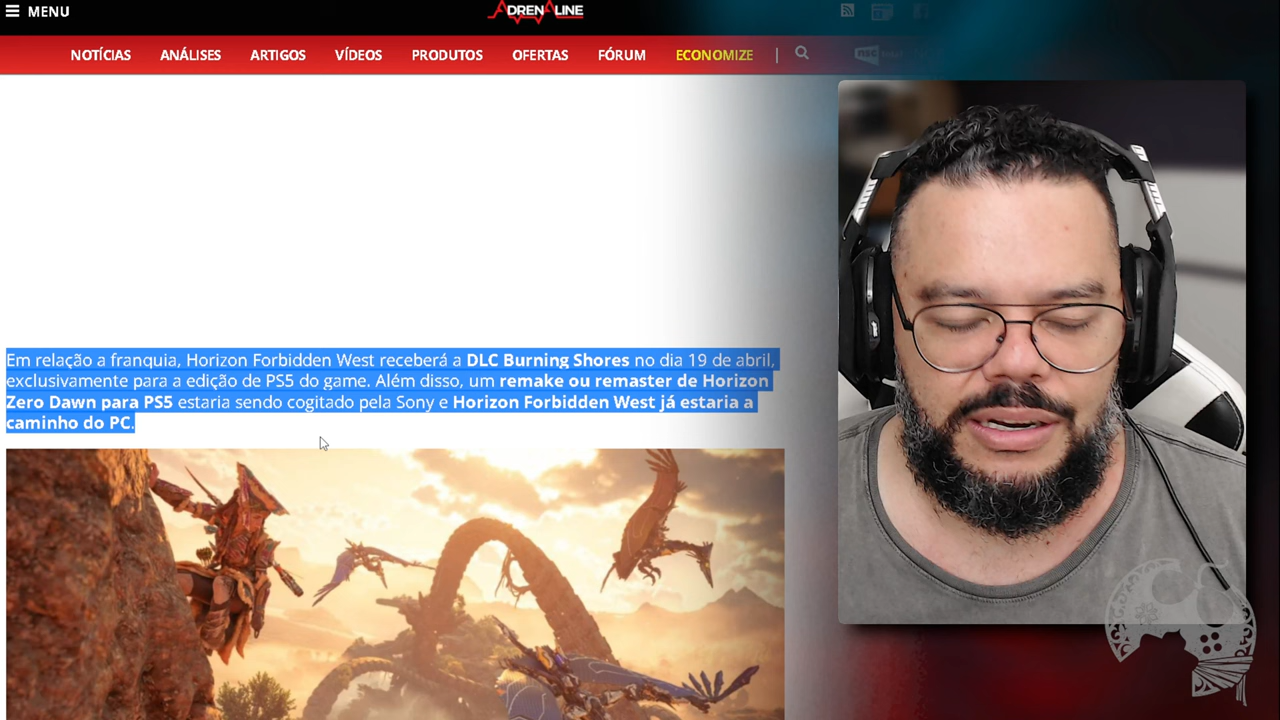 MENU
ADRENALINE
NOTÍCIAS ANÁLISES ARTIGOS VÍDEOS PRODUTOS OFERTAS FÓRUM ECONOMIZE |
Em relação a franquia, Horizon Forbidden West receberá a DLC Burning Shores no dia 19 de abril,
exclusivamente para a edição de PS5 do game. Além disso, um remake ou remaster de Horizon
Zero Dawn para PS5 estaria sendo cogitado pela Sony e Horizon Forbidden West já estaria a
caminho do PC.